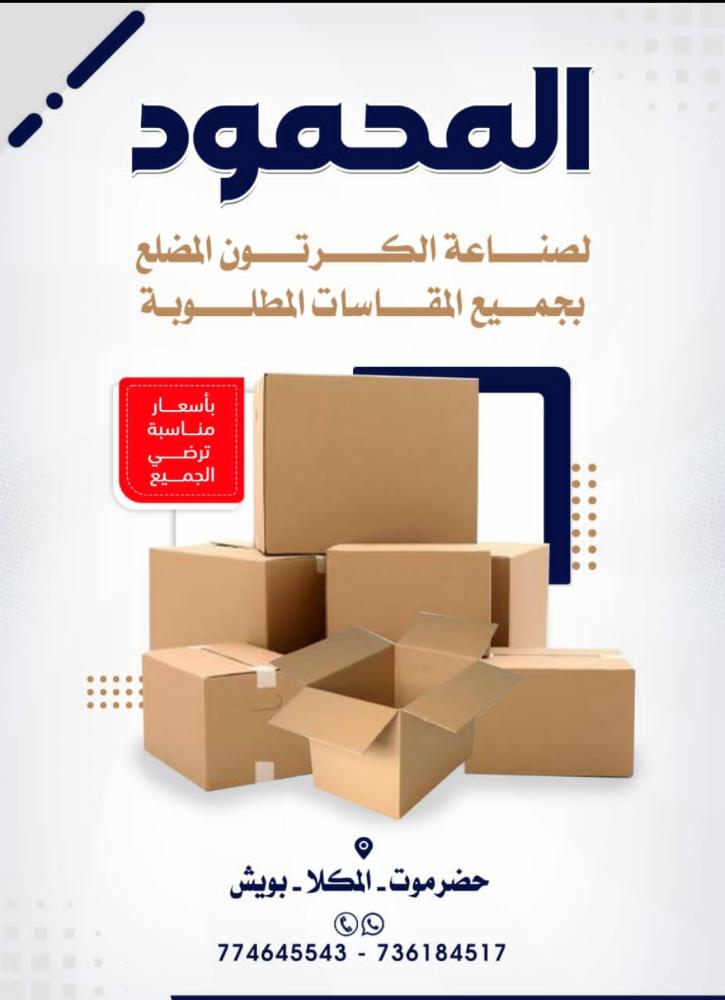 المحمود
لصناعة الكرتون المضلع
بجميع المقاسات المطلوبة
بأسعار
مناسبة
ترضي
الجميع
حضرموت - المكلا - بويش
774645543 - 736184517